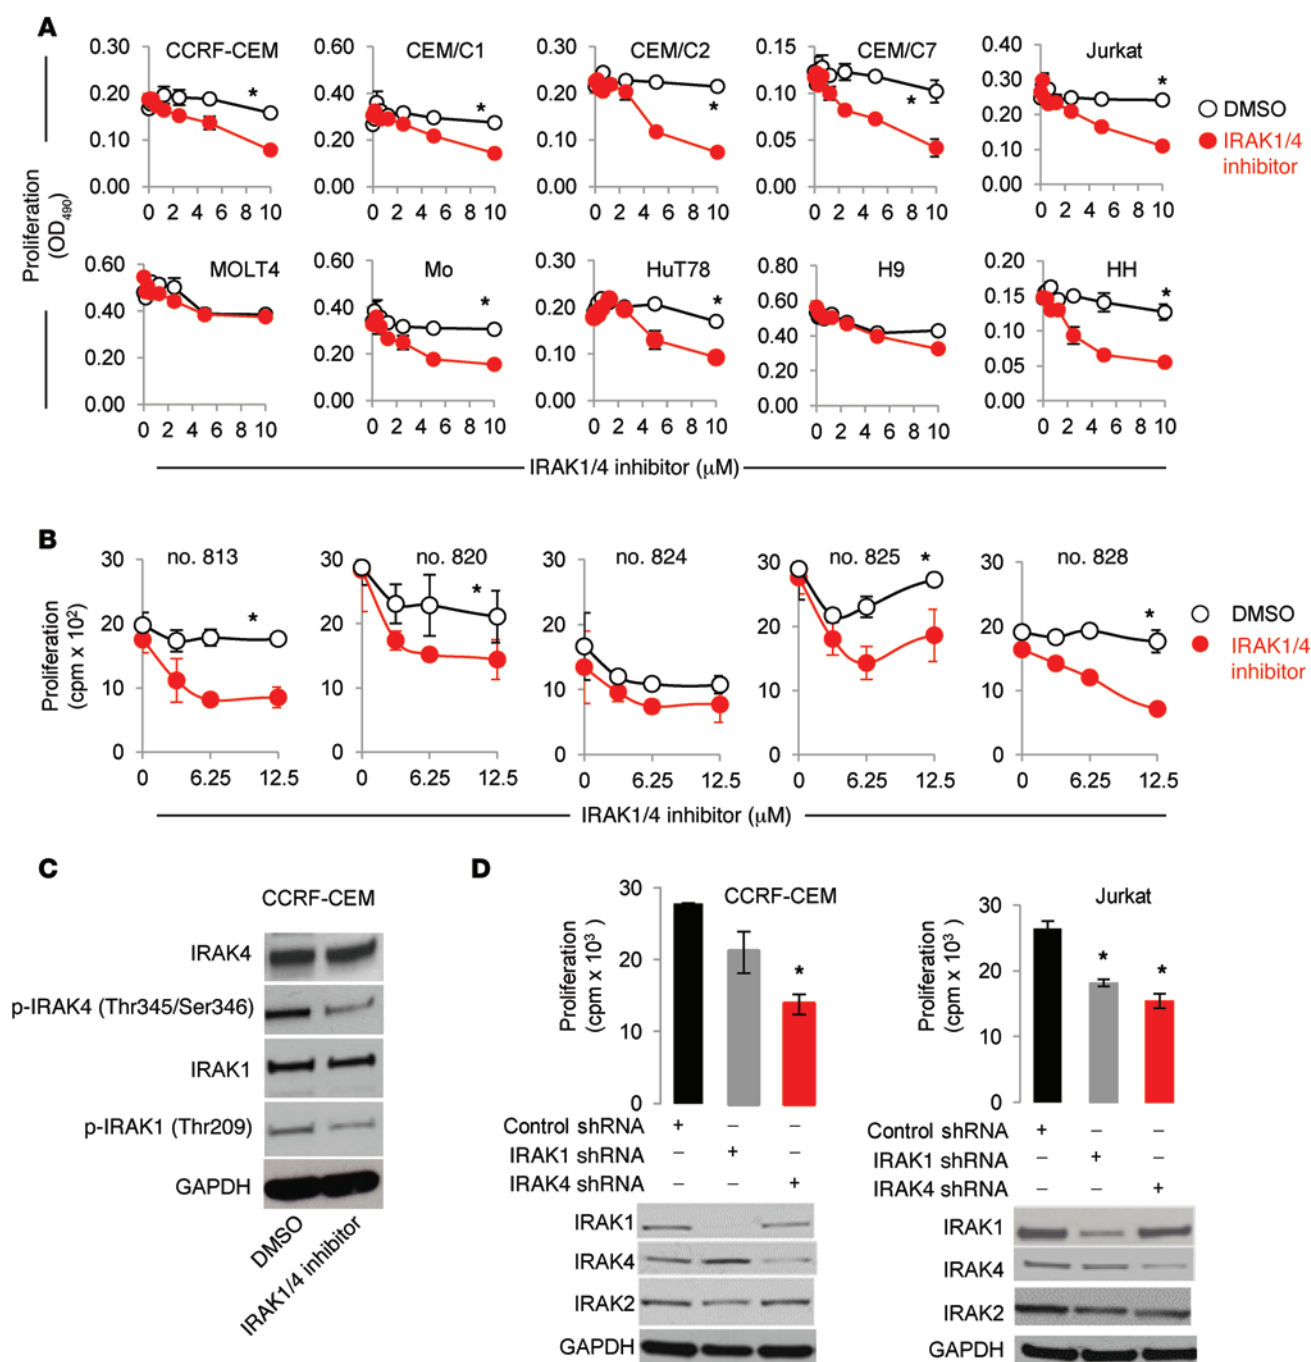 A
CCRF-CEM
CEM/C1
CEM/C2
CEM/C7
Jurkat
0.30 0.60 0.30 0.15 0.40
0.20 0.40 0.20 0.10 0.30
0.20
0.10 0.20 0.10 0.05 0.10
0.00 0.00 0.00 0.00 0.00
* * * * *
0 2 4 6 8 10 0 2 4 6 8 10 0 2 4 6 8 10 0 2 4 6 8 10 0 2 4 6 8 10
DMSO
IRAK1/4
inhibitor
Proliferation
(OD490)
MOLT4
Mo
HuT78
H9
HH
0.60 0.60 0.30 0.80 0.20
0.40 0.40 0.20 0.60 0.15
0.40 0.10
0.20 0.20 0.10 0.20 0.05
0.00 0.00 0.00 0.00 0.00
* * *
0 2 4 6 8 10 0 2 4 6 8 10 0 2 4 6 8 10 0 2 4 6 8 10 0 2 4 6 8 10
IRAK1/4 inhibitor (µM)
B
no. 813
no. 820
no. 824
no. 825
no. 828
30 30 30 30 30
20 20 20 20 20
10 10 10 10 10
0 0 0 0 0
* * * *
0 6.25 12.5 0 6.25 12.5 0 6.25 12.5 0 6.25 12.5 0 6.25 12.5
Proliferation
(cpm x 10²)
DMSO
IRAK1/4
inhibitor
IRAK1/4 inhibitor (µM)
C
CCRF-CEM
IRAK4
p-IRAK4 (Thr345/Ser346)
IRAK1
p-IRAK1 (Thr209)
GAPDH
DMSO
IRAK1/4 inhibitor
D
CCRF-CEM
Proliferation
(cpm x 10³)
30
20
10
0
*
Control shRNA + – –
IRAK1 shRNA – + –
IRAK4 shRNA – – +
IRAK1
IRAK4
IRAK2
GAPDH
Jurkat
Proliferation
(cpm x 10³)
30
20
10
0
* *
Control shRNA + – –
IRAK1 shRNA – + –
IRAK4 shRNA – – +
IRAK1
IRAK4
IRAK2
GAPDH